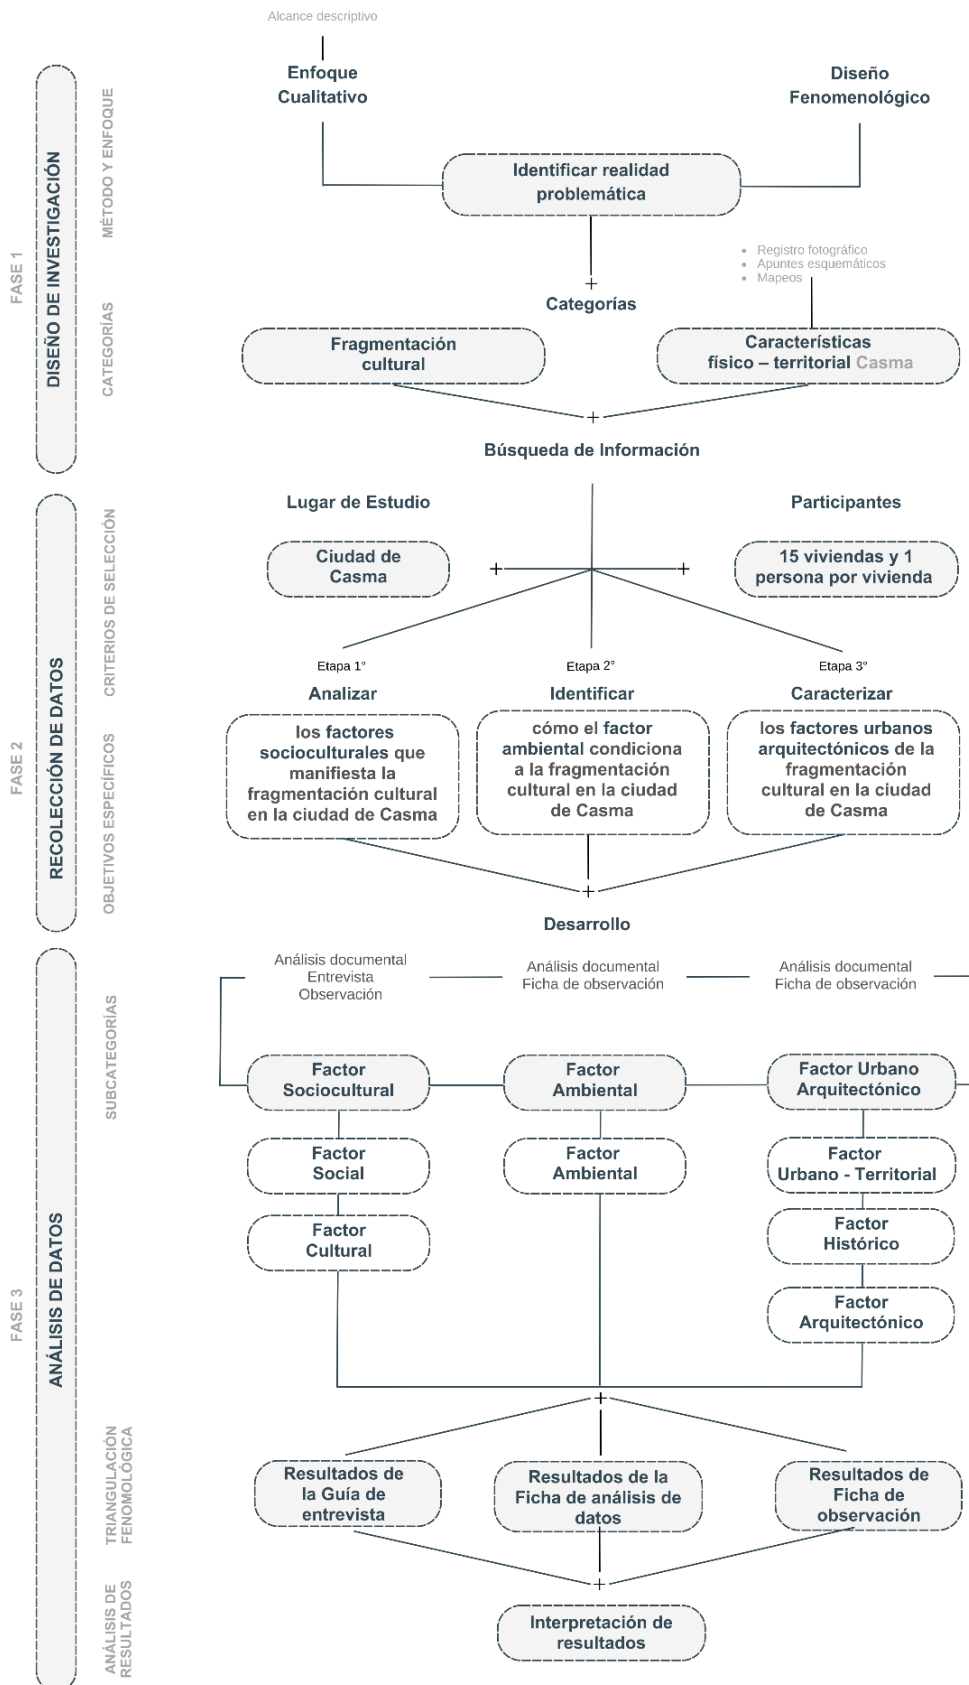 Alcance descriptivo
Enfoque
Cualitativo
Diseño
Fenomenológico
FASE 1
DISEÑO DE INVESTIGACIÓN
MÉTODO Y ENFOQUE
Identificar realidad
problemática
Registro fotográfico
Apuntes esquemáticos
Mapeos
Categorías
CATEGORÍAS
Fragmentación
cultural
Características
físico – territorial Casma
Búsqueda de Información
FASE 2
RECOLECCIÓN DE DATOS
CRITERIOS DE SELECCIÓN
Lugar de Estudio
Participantes
Ciudad de
Casma
15 viviendas y 1
persona por vivienda
OBJETIVOS ESPECÍFICOS
Etapa 1°
Analizar
los factores
socioculturales que
manifiesta la
fragmentación cultural
en la ciudad de Casma
Etapa 2°
Identificar
cómo el factor
ambiental condiciona
a la fragmentación
cultural en la ciudad
de Casma
Etapa 3°
Caracterizar
los factores urbanos
arquitectónicos de la
fragmentación
cultural en la ciudad
de Casma
Desarrollo
FASE 3
ANÁLISIS DE DATOS
SUBCATEGORÍAS
Análisis documental
Entrevista
Observación
Análisis documental
Ficha de observación
Análisis documental
Ficha de observación
Factor
Sociocultural
Factor
Ambiental
Factor Urbano
Arquitectónico
Factor
Social
Factor
Ambiental
Factor
Urbano - Territorial
Factor
Cultural
Factor
Histórico
Factor
Arquitectónico
TRIANGULACIÓN
FENOMOLÓGICA
Resultados de
la Guía de
entrevista
Resultados de la
Ficha de análisis de
datos
Resultados de
Ficha de
observación
ANÁLISIS DE
RESULTADOS
Interpretación de
resultados